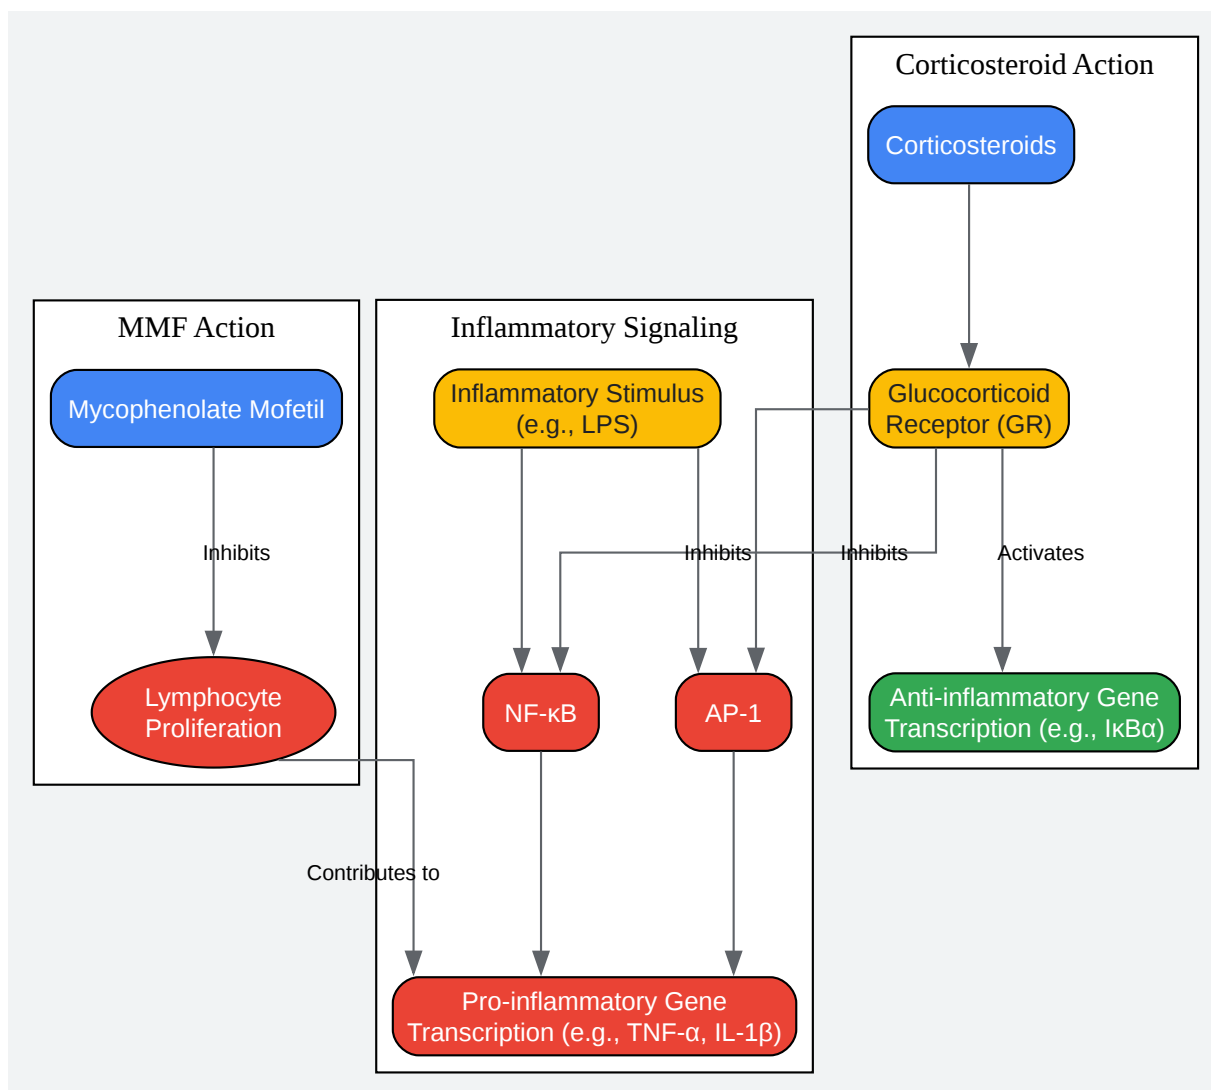 Corticosteroid Action
Corticosteroids
MMF Action
Inflammatory Signaling
Mycophenolate Mofetil
Inflammatory Stimulus
(e.g., LPS)
Glucocorticoid
Receptor (GR)
Inhibits
Inhibits
Inhibits
Activates
Lymphocyte
Proliferation
NF-κB
AP-1
Anti-inflammatory Gene
Transcription (e.g., IκBα)
Contributes to
Pro-inflammatory Gene
Transcription (e.g., TNF-α, IL-1β)